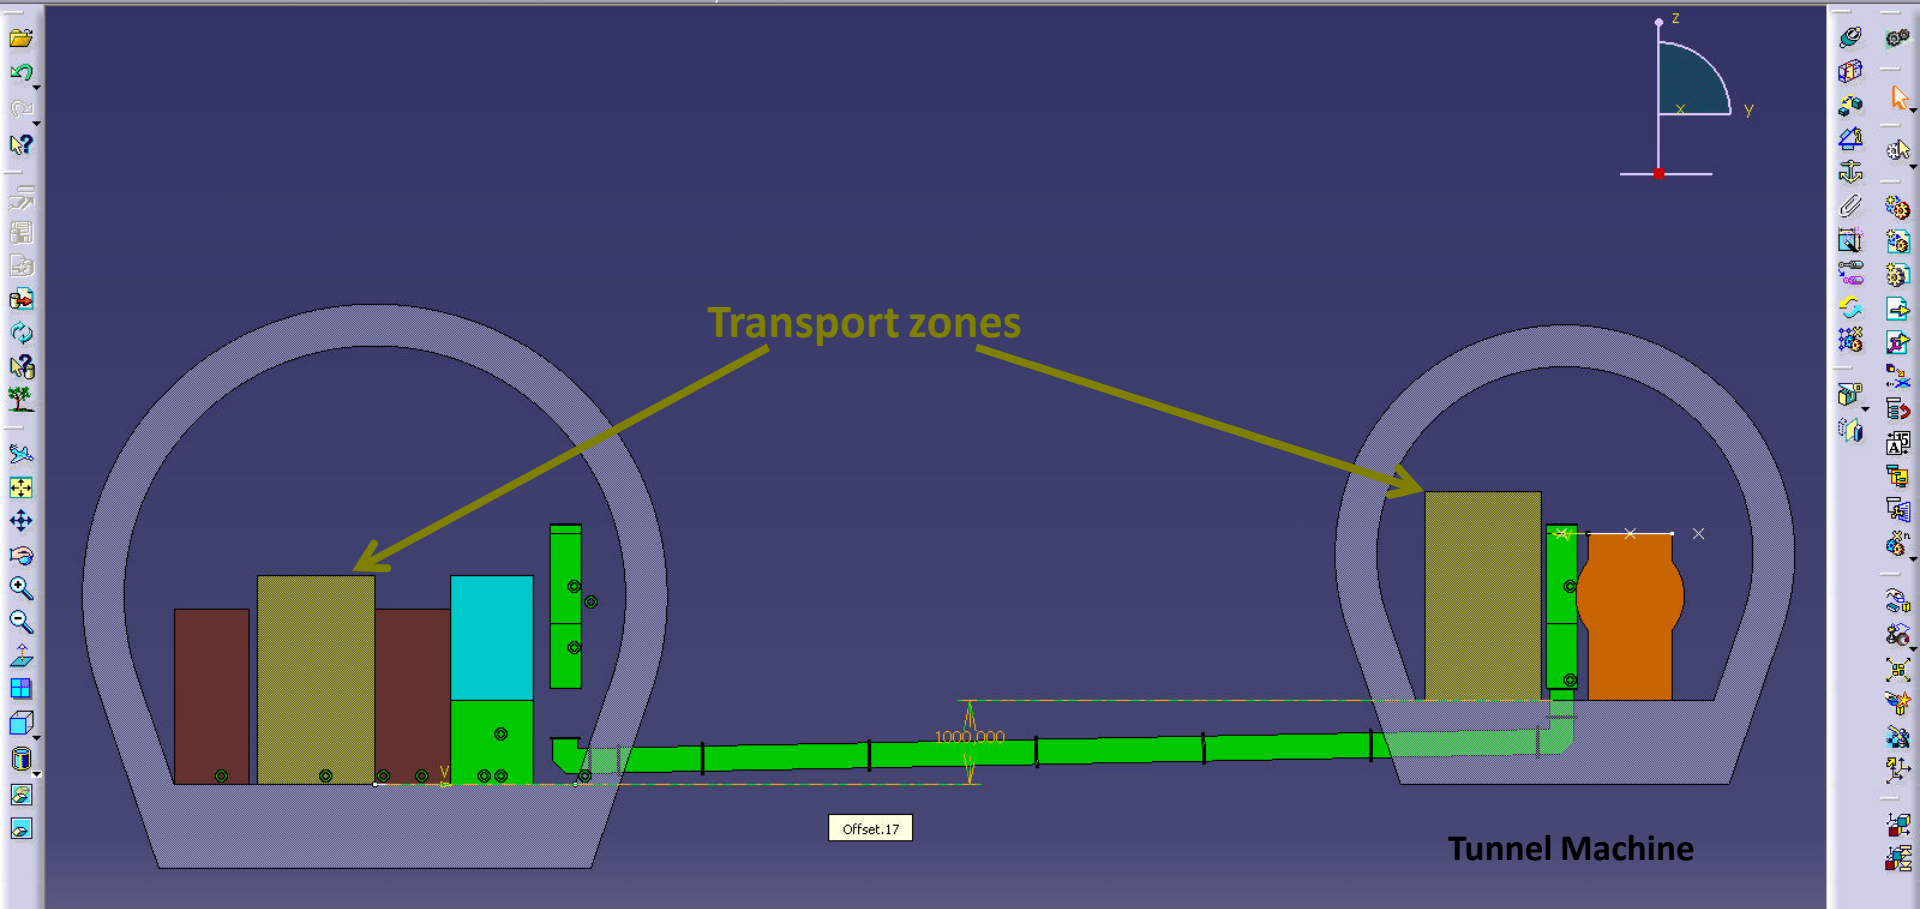 z
x
y
Transport zones
1000,000
V
Offset.17
Tunnel Machine